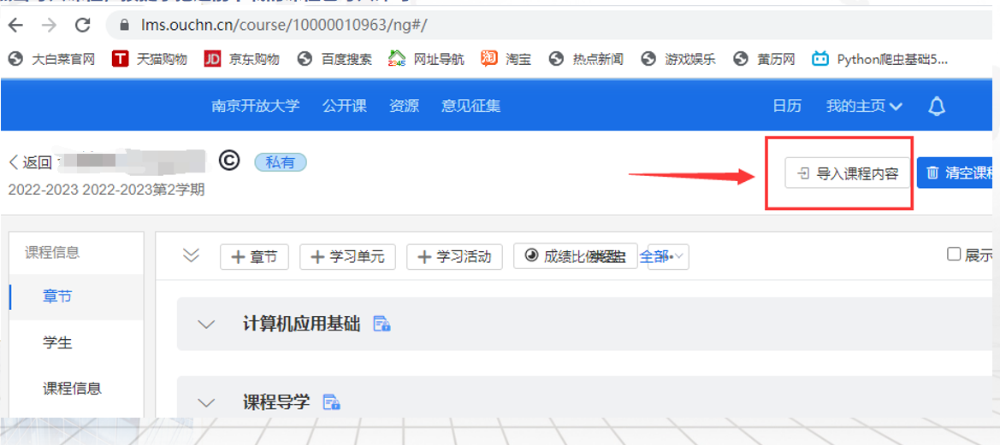 lms.ouchn.cn/course/10000010963/ng#/
大白菜官网 天猫购物 京东购物 百度搜索 网址导航 淘宝 热点新闻 游戏娱乐 黄历网 Python爬虫基础5...
南京开放大学 公开课 资源 意见征集 日历 我的主页
返回 私有 导入课程内容 清空课程
2022-2023 2022-2023第2学期
课程信息 章节 学习单元 学习活动 成绩比例 全部 展示
章节
计算机应用基础
学生
课程信息
课程导学